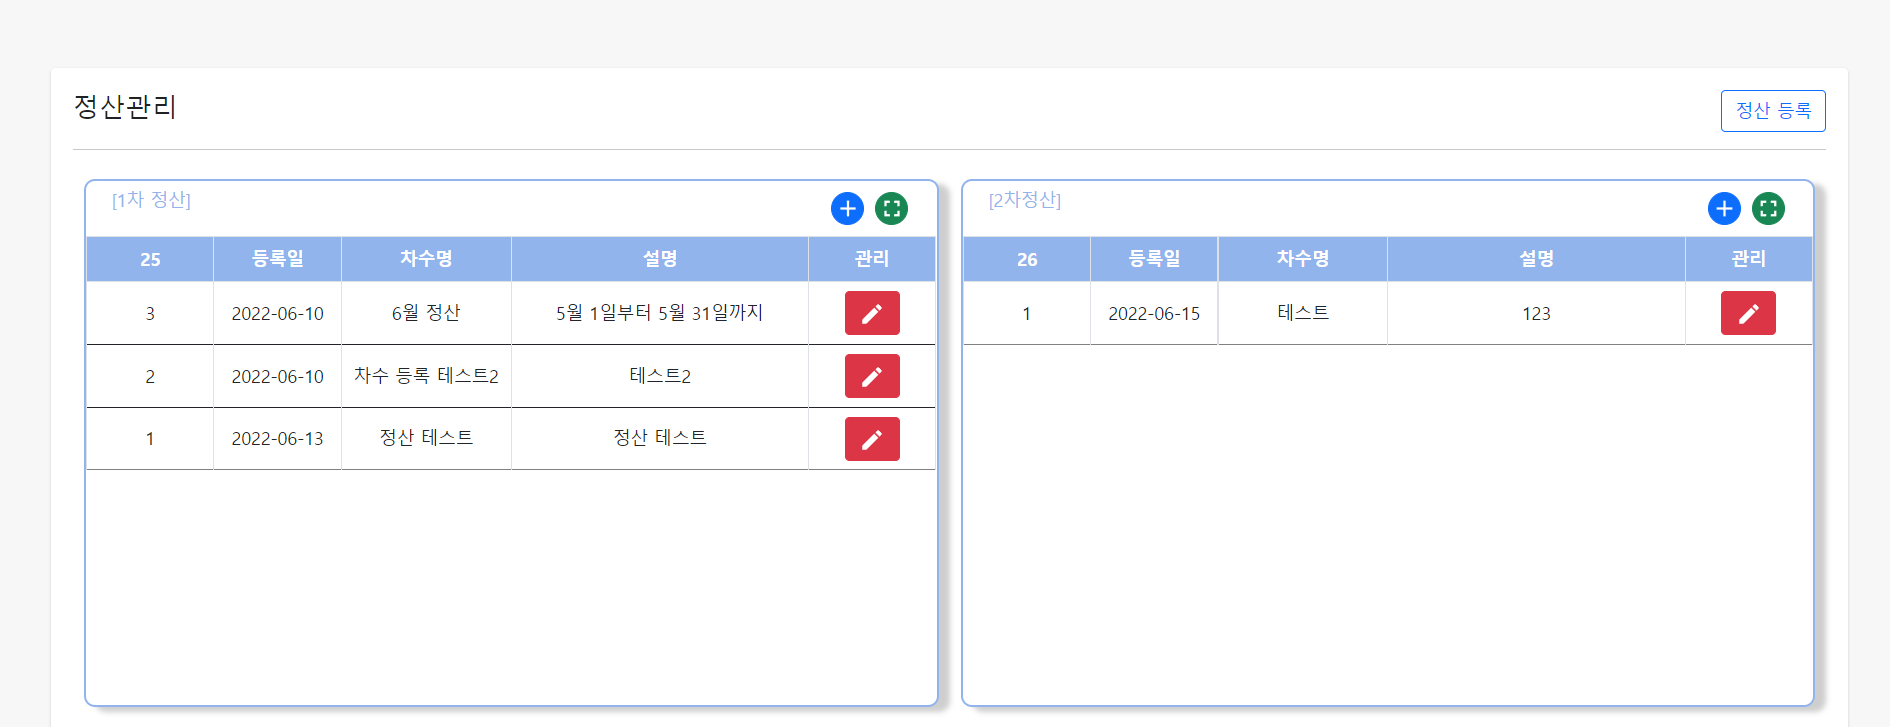 정산관리
정산 등록
[1차 정산]
25 등록일 차수명 설명 관리
3 2022-06-10 6월 정산 5월 1일부터 5월 31일까지
2 2022-06-10 차수 등록 테스트2 테스트2
1 2022-06-13 정산 테스트 정산 테스트
[2차정산]
26 등록일 차수명 설명 관리
1 2022-06-15 테스트 123